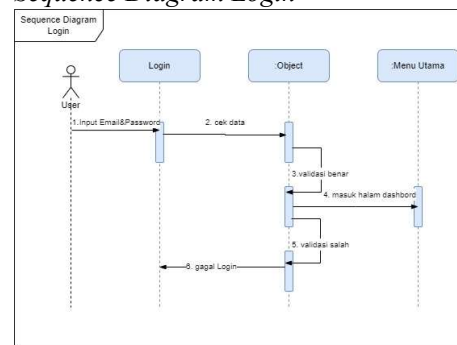 Sequence Diagram Login
Sequence Diagram
Login
Login
:Object
:Menu Utama
User
1.Input Email&Password
2. cek data
3.validasi benar
4. masuk halam dashbord
5. validasi salah
6. gagal Login